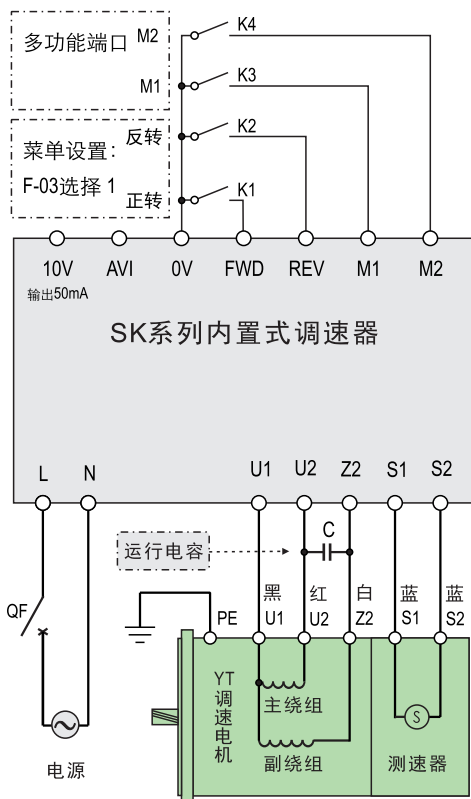 多功能端口 M2 K4
M1 K3
反转 K2
菜单设置:
F-03选择 1
正转 K1
10V AVI 0V FWD REV M1 M2
输出50mA
SK系列内置式调速器
L N U1 U2 Z2 S1 S2
运行电容 C
QF PE
黑 红 白 蓝 蓝
U1 U2 Z2 S1 S2
YT
调
速
电
机
主绕组
副绕组
S
测速器
电源